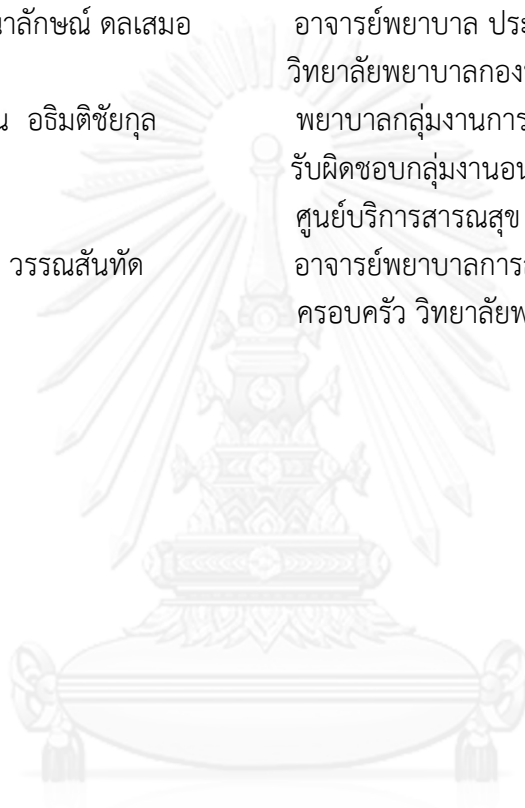 าลักษณ์ ดลเสมอ อาจารย์พยาบาล ประ
วิทยาลัยพยาบาลกอง
น อธิมติชัยกุล พยาบาลกลุ่มงานการ
รับผิดชอบกลุ่มงานอน
ศูนย์บริการสารณสุข
วรรณสันทัด อาจารย์พยาบาลการ
ครอบครัว วิทยาลัยพ